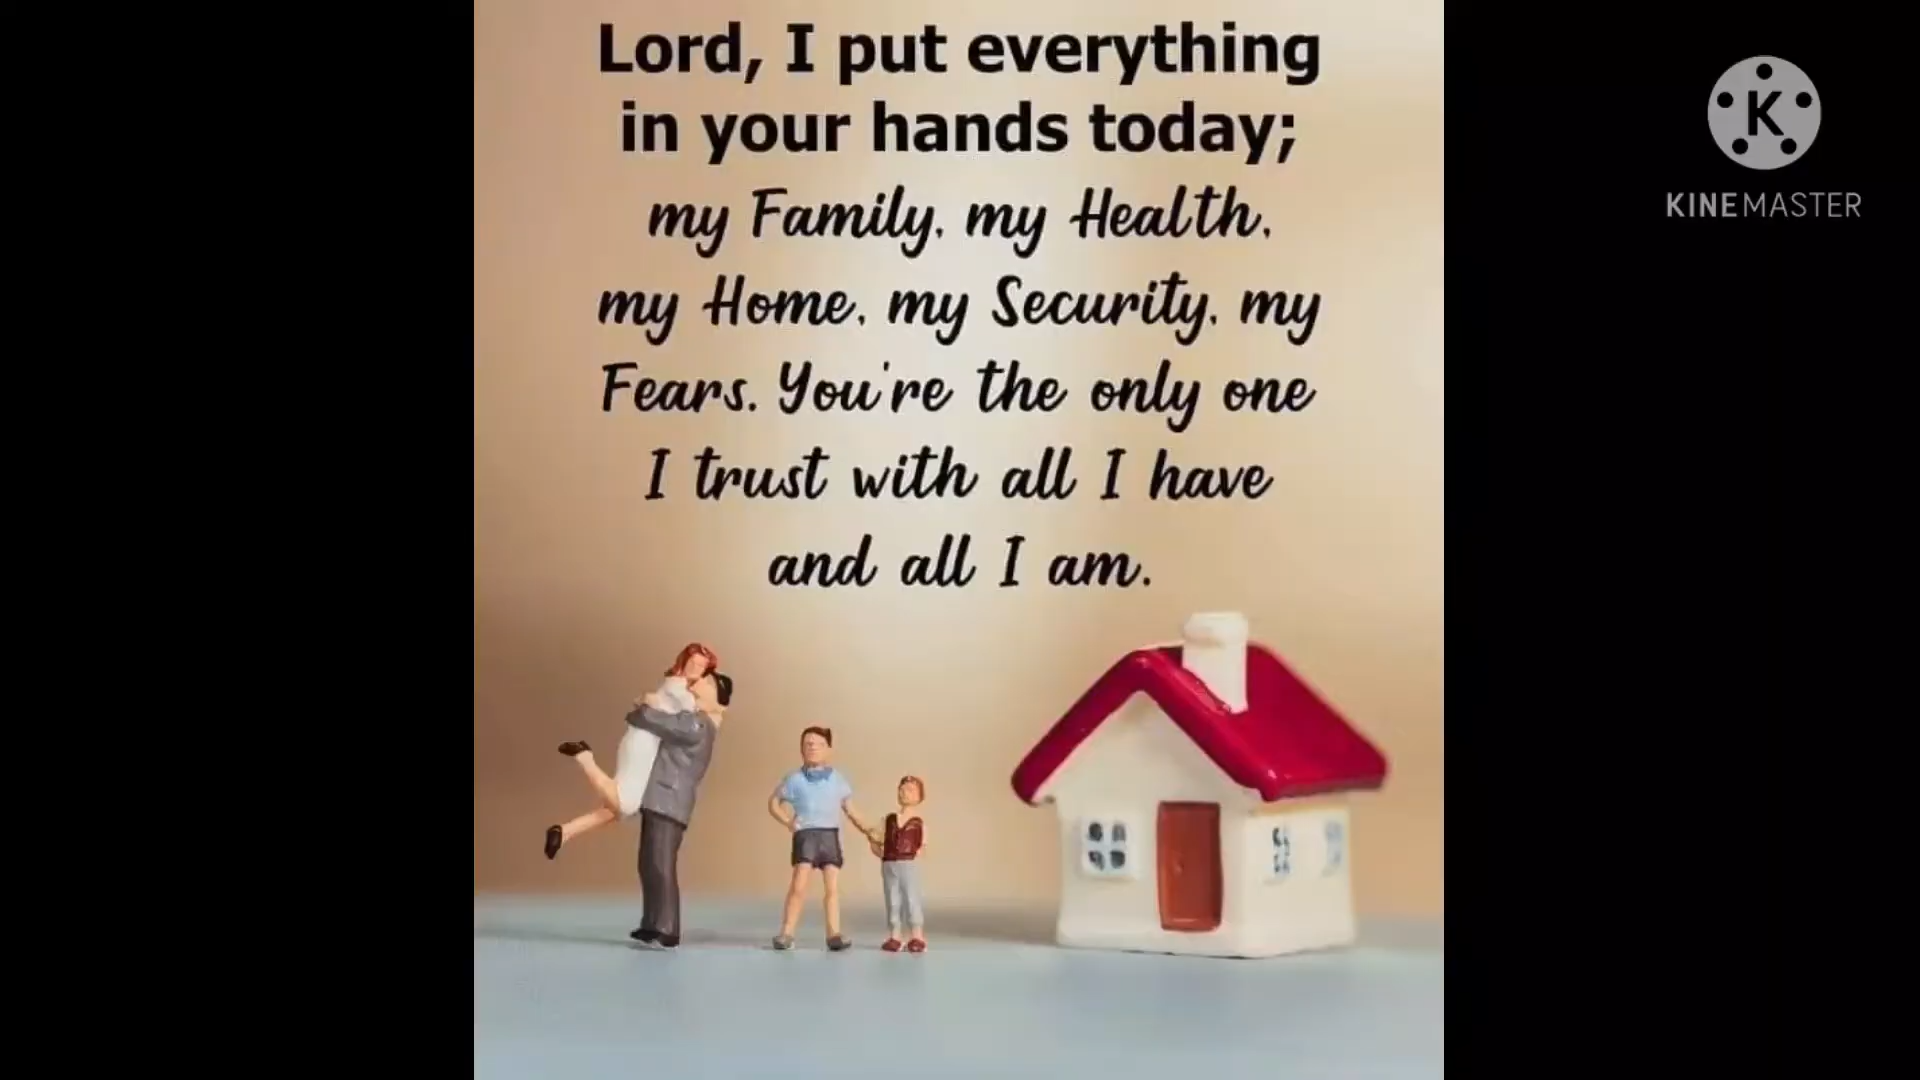 Lord, I put everything
in your hands today;
my Family, my Health,
my Home, my Security, my
Fears. You're the only one
I trust with all I have
and all I am.
K
KINEMASTER